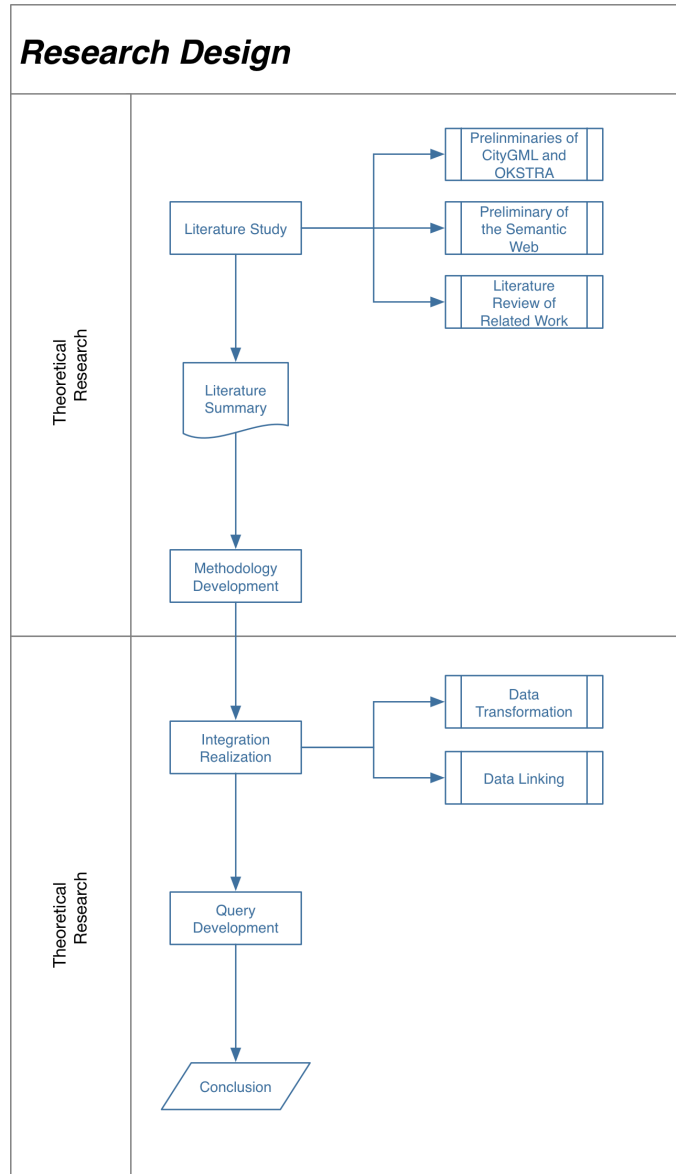 Research Design
Theoretical
Research
Literature Study
Prelinminaries of
CityGML and
OKSTRA
Preliminary of
the Semantic
Web
Literature
Review of
Related Work
Literature
Summary
Methodology
Development
Theoretical
Research
Integration
Realization
Data
Transformation
Data Linking
Query
Development
Conclusion